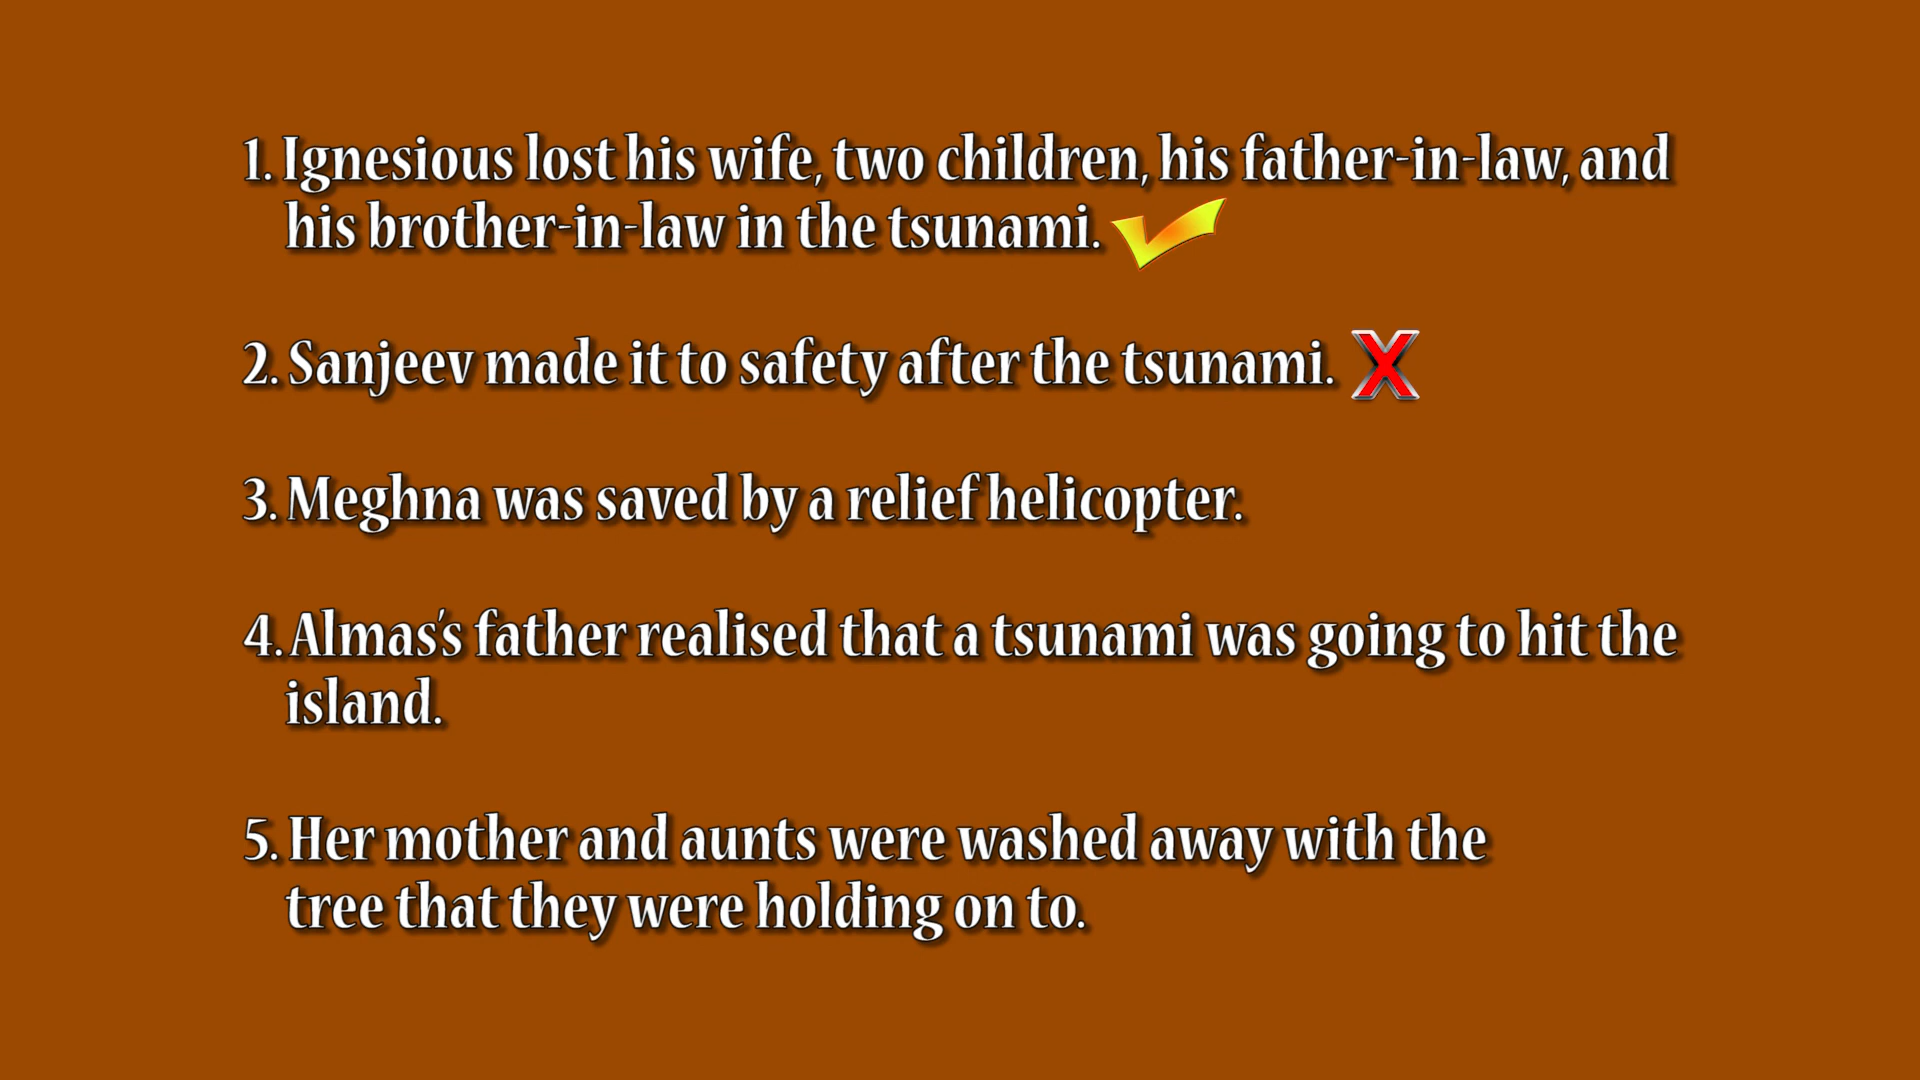 1. Ignesious lost his wife, two children, his father-in-law, and
his brother-in-law in the tsunami.
2. Sanjeev made it to safety after the tsunami. X
3. Meghna was saved by a relief helicopter.
4. Almas's father realised that a tsunami was going to hit the
island.
5. Her mother and aunts were washed away with the
tree that they were holding on to.